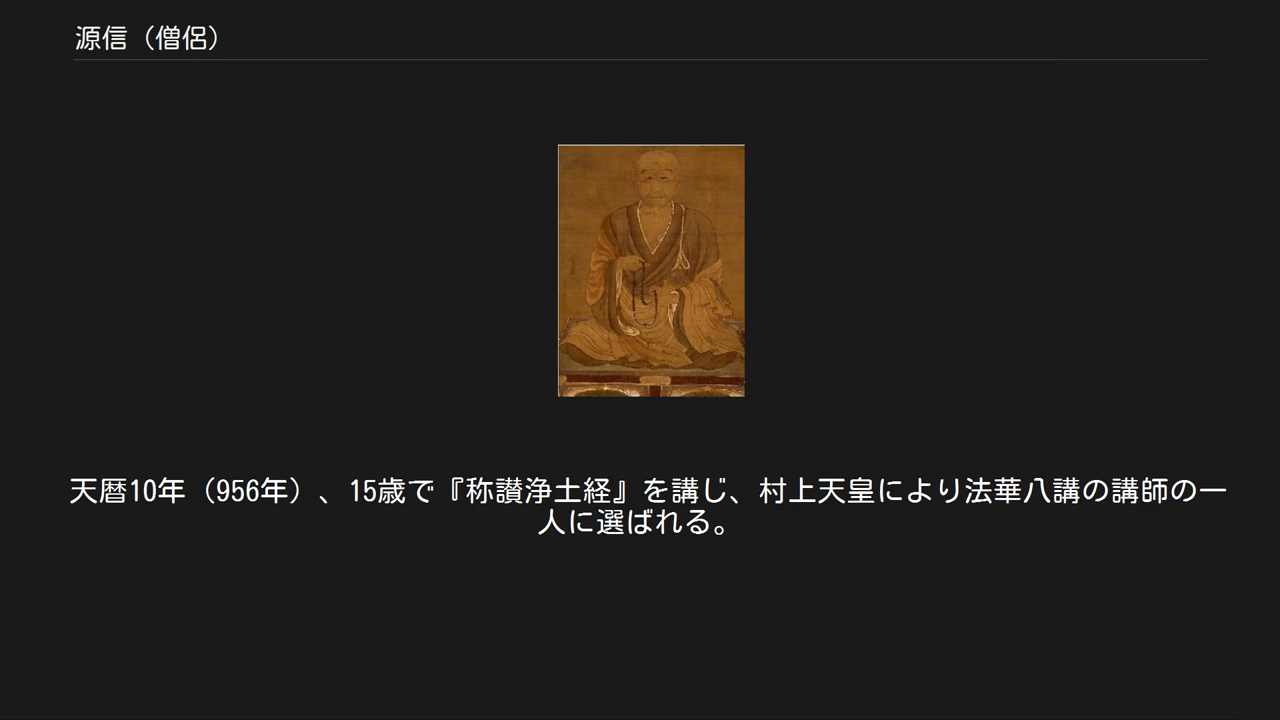 源信（僧侶）
天暦10年（956年）、15歳で『称讃浄土経』を講じ、村上天皇により法華八講の講師の一
人に選ばれる。